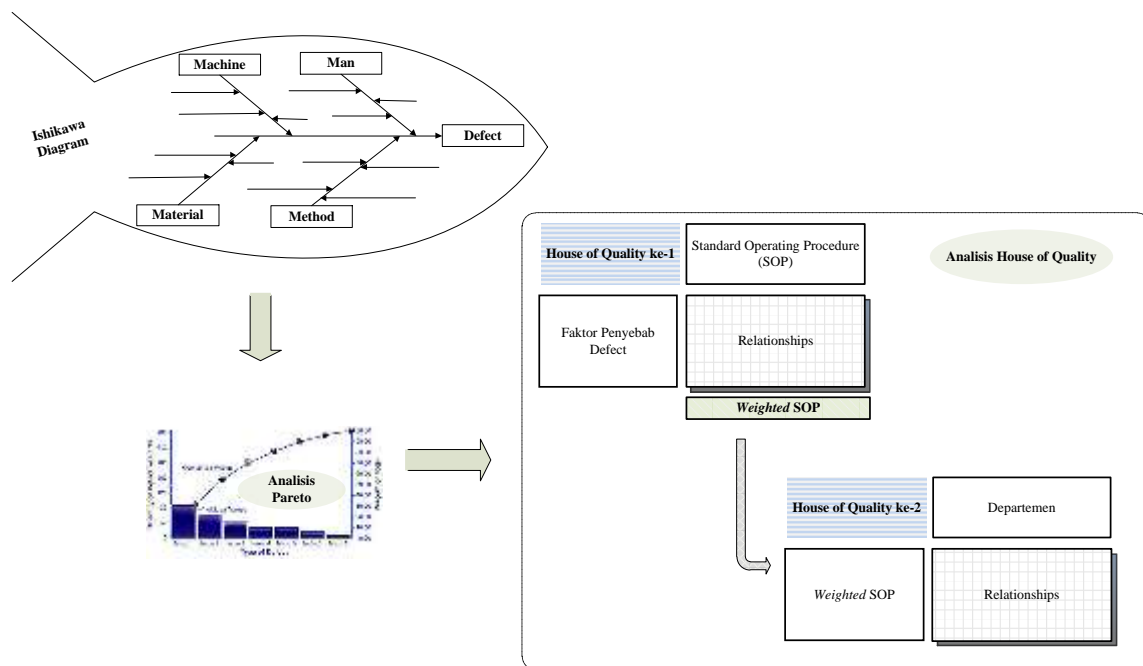 Machine
Man
Ishikawa
Diagram
Defect
Material
Method
House of Quality ke-1
Standard Operating Procedure
(SOP)
Analisis House of Quality
Faktor Penyebab
Defect
Relationships
Weighted SOP
Analisis
Pareto
House of Quality ke-2
Departemen
Weighted SOP
Relationships